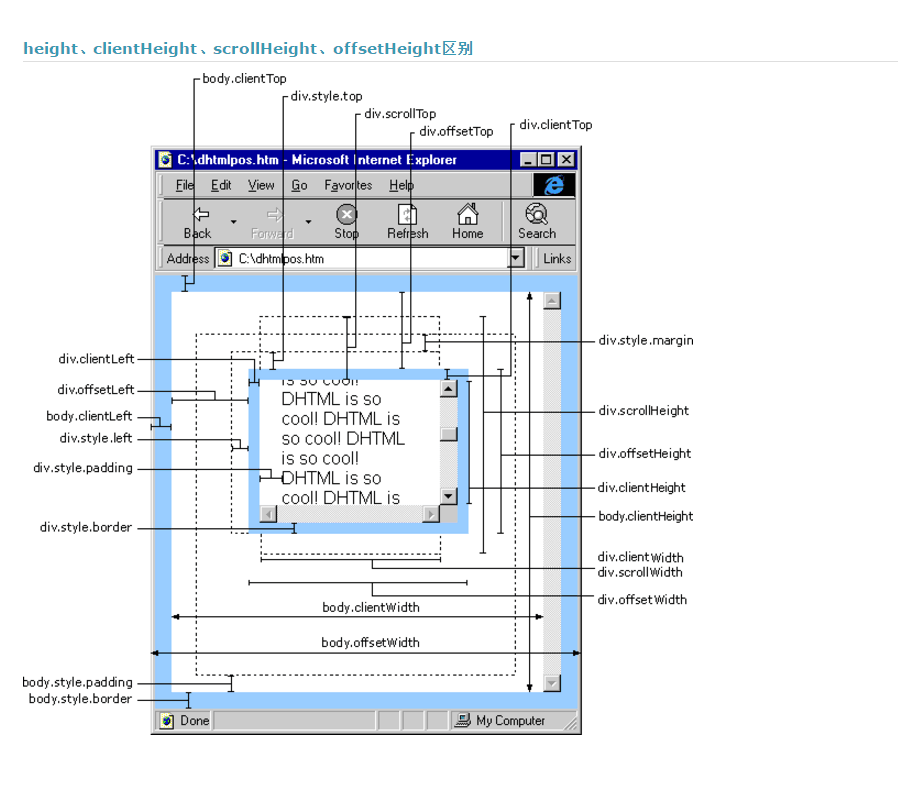 height、clientHeight、scrollHeight、offsetHeight区别
body.clientTop
div.style.top
div.scrollTop
div.offsetTop
div.clientTop
C:\dhtmlpos.htm - Microsoft Internet Explorer
File Edit View Go Favorites Help
Back Forward Stop Refresh Home Search
Address C:\dhtmlpos.htm Links
div.style.margin
div.clientLeft
is so cool!
div.offsetLeft
DHTML is so
body.clientLeft
cool! DHTML is
div.scrollHeight
div.style.left
so cool! DHTML
div.offsetHeight
is so cool!
div.style.padding
DHTML is so
div.clientHeight
cool! DHTML is
body.clientHeight
div.style.border
div.clientWidth
div.scrollWidth
div.offsetWidth
body.clientWidth
body.offsetWidth
body.style.padding
body.style.border
Done My Computer